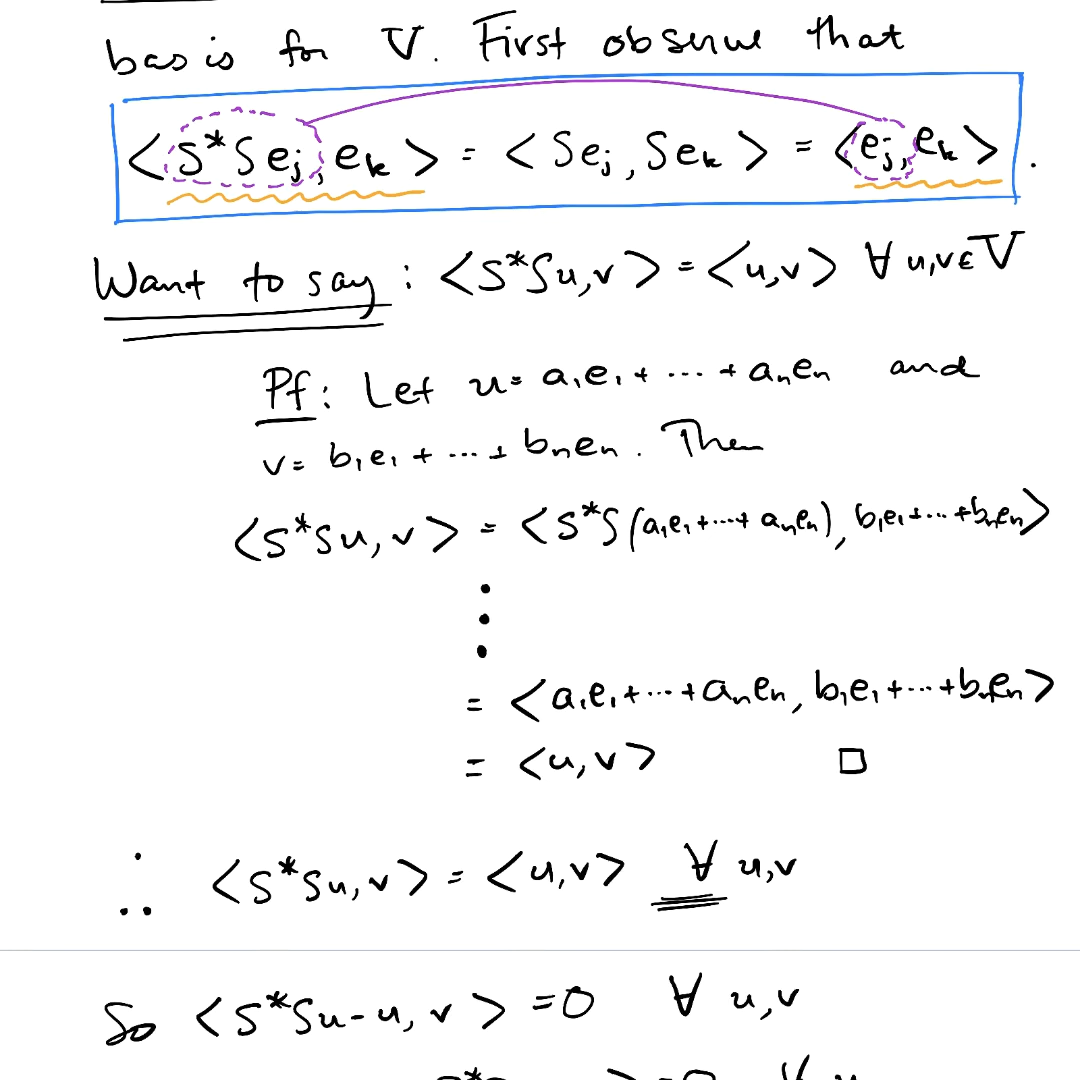 basis for V. First observe that
<S*Sej, ek> = <Sej, Sek> = <ej, ek>.
Want to say: <S*Su,v> = <u,v> ∀ u,v∈V
Pf: Let u= a1e1+ ... + anen and
v= b1e1 + ... + bnen. Then
<S*Su, v> = <S*S(a1e1+...+ anen), b1e1+... +bnen>
⋮
= <a1e1+...+anen, b1e1+...+bnen>
= <u,v> □
∴ <S*Su,v> = <u,v> ∀ u,v
So <S*Su-u, v> =0 ∀ u,v